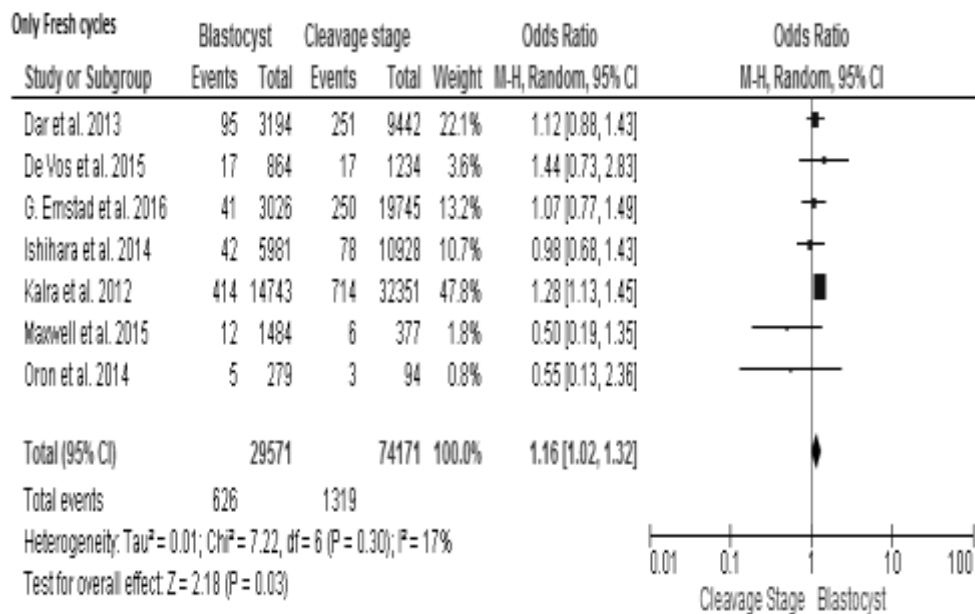 Only Fresh cycles
Blastocyst Cleavage stage Odds Ratio Odds Ratio
Study or Subgroup Events Total Events Total Weight M-H, Random, 95% CI M-H, Random, 95% CI
Dar et al. 2013 95 3194 251 9442 22.1% 1.12 [0.88, 1.43]
De Vos et al. 2015 17 864 17 1234 3.6% 1.44 [0.73, 2.83]
G. Ernstad et al. 2016 41 3026 250 19745 13.2% 1.07 [0.77, 1.49]
Ishihara et al. 2014 42 5981 78 10928 10.7% 0.98 [0.68, 1.43]
Kalra et al. 2012 414 14743 714 32351 47.8% 1.28 [1.13, 1.45]
Maxwell et al. 2015 12 1484 6 377 1.8% 0.50 [0.19, 1.35]
Oron et al. 2014 5 279 3 94 0.8% 0.55 [0.13, 2.36]
Total (95% CI) 29571 74171 100.0% 1.16 [1.02, 1.32]
Total events 626 1319
Heterogeneity: Tau² = 0.01; Chi² = 7.22, df = 6 (P = 0.30); I² = 17%
Test for overall effect: Z = 2.18 (P = 0.03)
0.01 0.1 1 10 100
Cleavage Stage Blastocyst